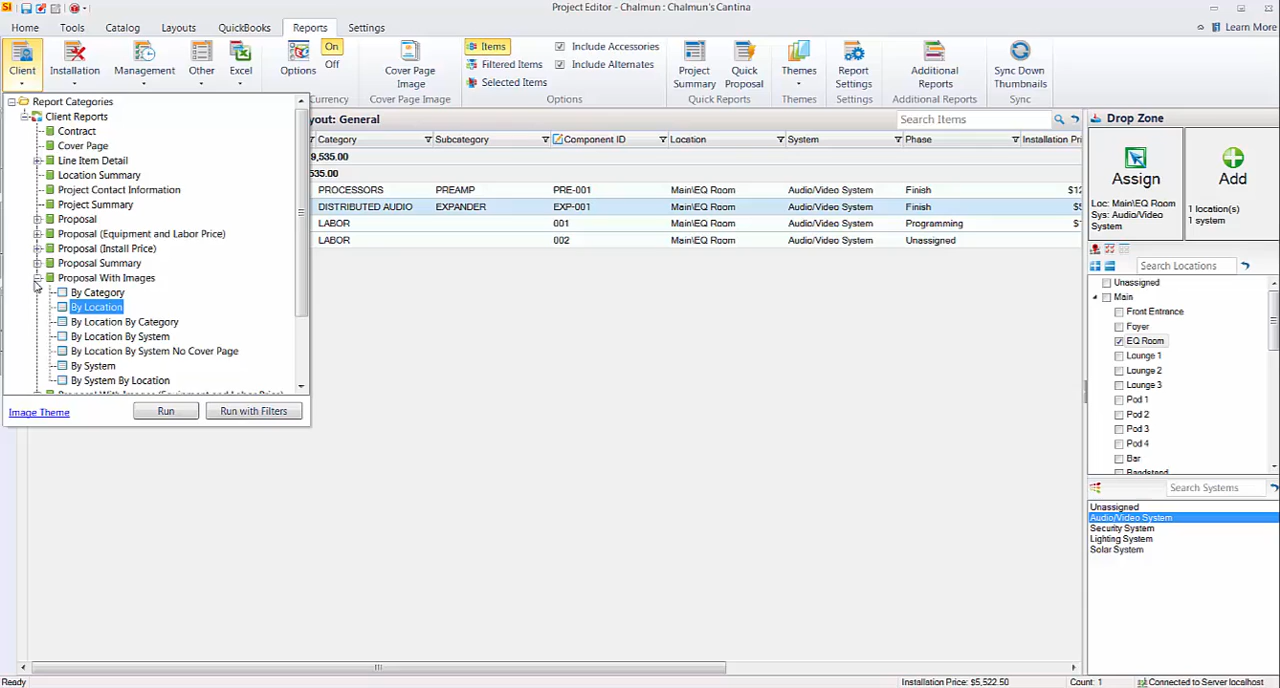 SI
Project Editor - Chalmun : Chalmun's Cantina
Home Tools Catalog Layouts QuickBooks Reports Settings
Learn More
Client Installation Management Other Excel Options On Off Cover Page Image Items Filtered Items Selected Items Include Accessories Include Alternates Project Summary Quick Proposal Themes Report Settings Additional Reports Sync Down Thumbnails
Currency Cover Page Image Options Quick Reports Themes Settings Additional Reports Sync
Report Categories
Client Reports
Contract
Cover Page
Line Item Detail
Location Summary
Project Contact Information
Project Summary
Proposal
Proposal (Equipment and Labor Price)
Proposal (Install Price)
Proposal Summary
Proposal With Images
By Category
By Location
By Location By Category
By Location By System
By Location By System No Cover Page
By System
By System By Location
Proposal With Images (Equipment and Labor Price)
Image Theme Run Run with Filters
yout: General Search Items
Category Subcategory Component ID Location System Phase Installation Pri
9,535.00
535.00
PROCESSORS PREAMP PRE-001 Main\EQ Room Audio/Video System Finish $12
DISTRIBUTED AUDIO EXPANDER EXP-001 Main\EQ Room Audio/Video System Finish
LABOR 001 Main\EQ Room Audio/Video System Programming
LABOR 002 Main\EQ Room Audio/Video System Unassigned
Drop Zone
Assign
Loc: Main\EQ Room
Sys: Audio/Video
System
Add
1 location(s)
1 system
Search Locations
Unassigned
Main
Front Entrance
Foyer
EQ Room
Lounge 1
Lounge 2
Lounge 3
Pod 1
Pod 2
Pod 3
Pod 4
Bar
Bandstand
Search Systems
Unassigned
Audio/Video System
Security System
Lighting System
Solar System
Ready Installation Price: $5,522.50 Count: 1 Connected to Server localhost